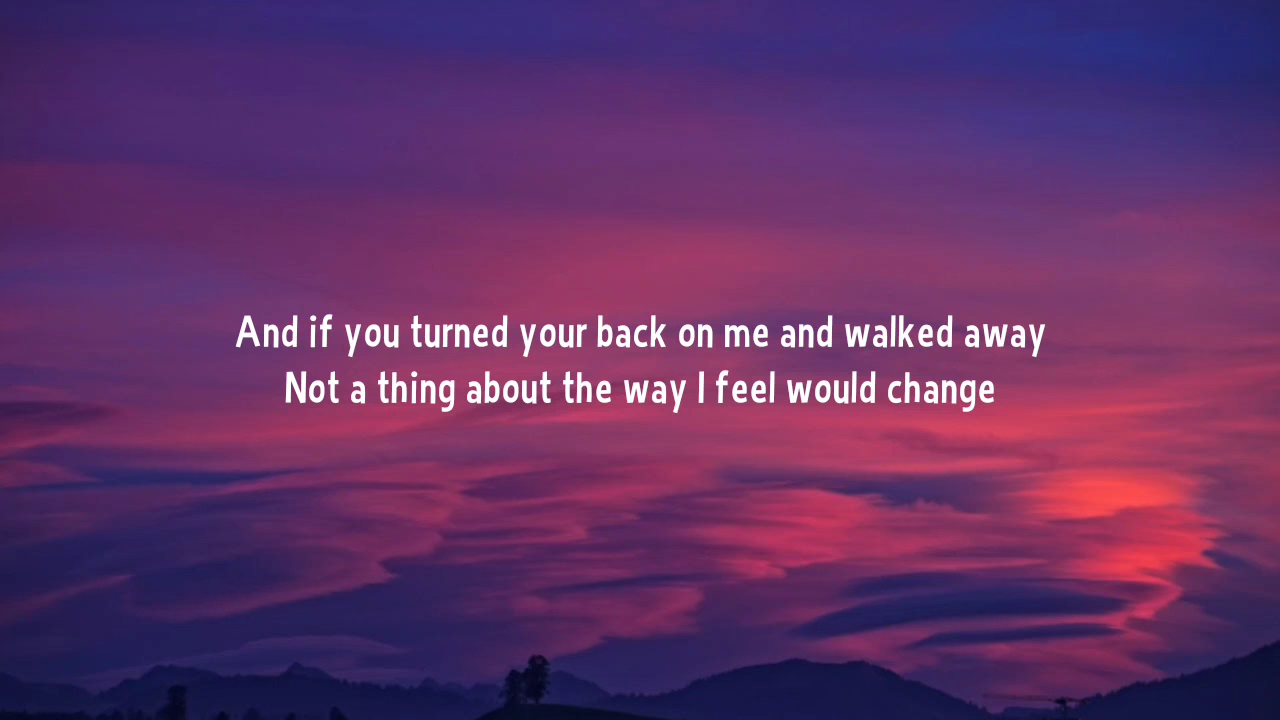 And if you turned your back on me and walked away
Not a thing about the way I feel would change